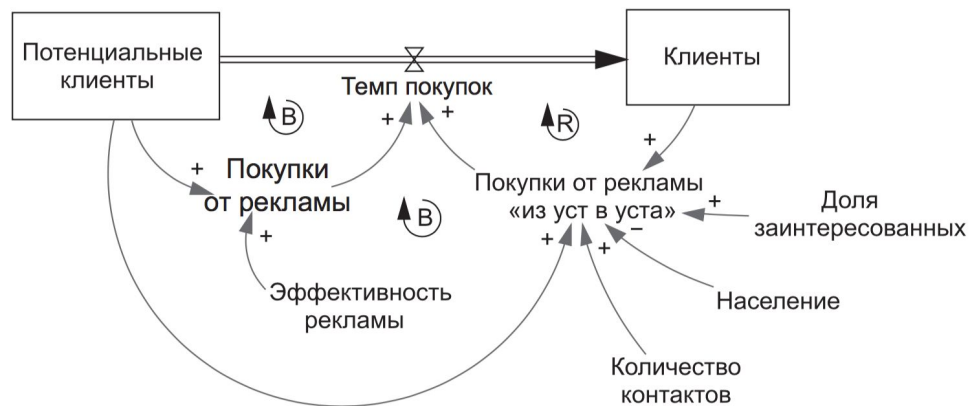 Потенциальные
клиенты
Клиенты
Темп покупок
B
R
+
+
+
+
Покупки
от рекламы
Покупки от рекламы
«из уст в уста»
B
+
Доля
заинтересованных
+
+
+
–
Эффективность
рекламы
Население
Количество
контактов